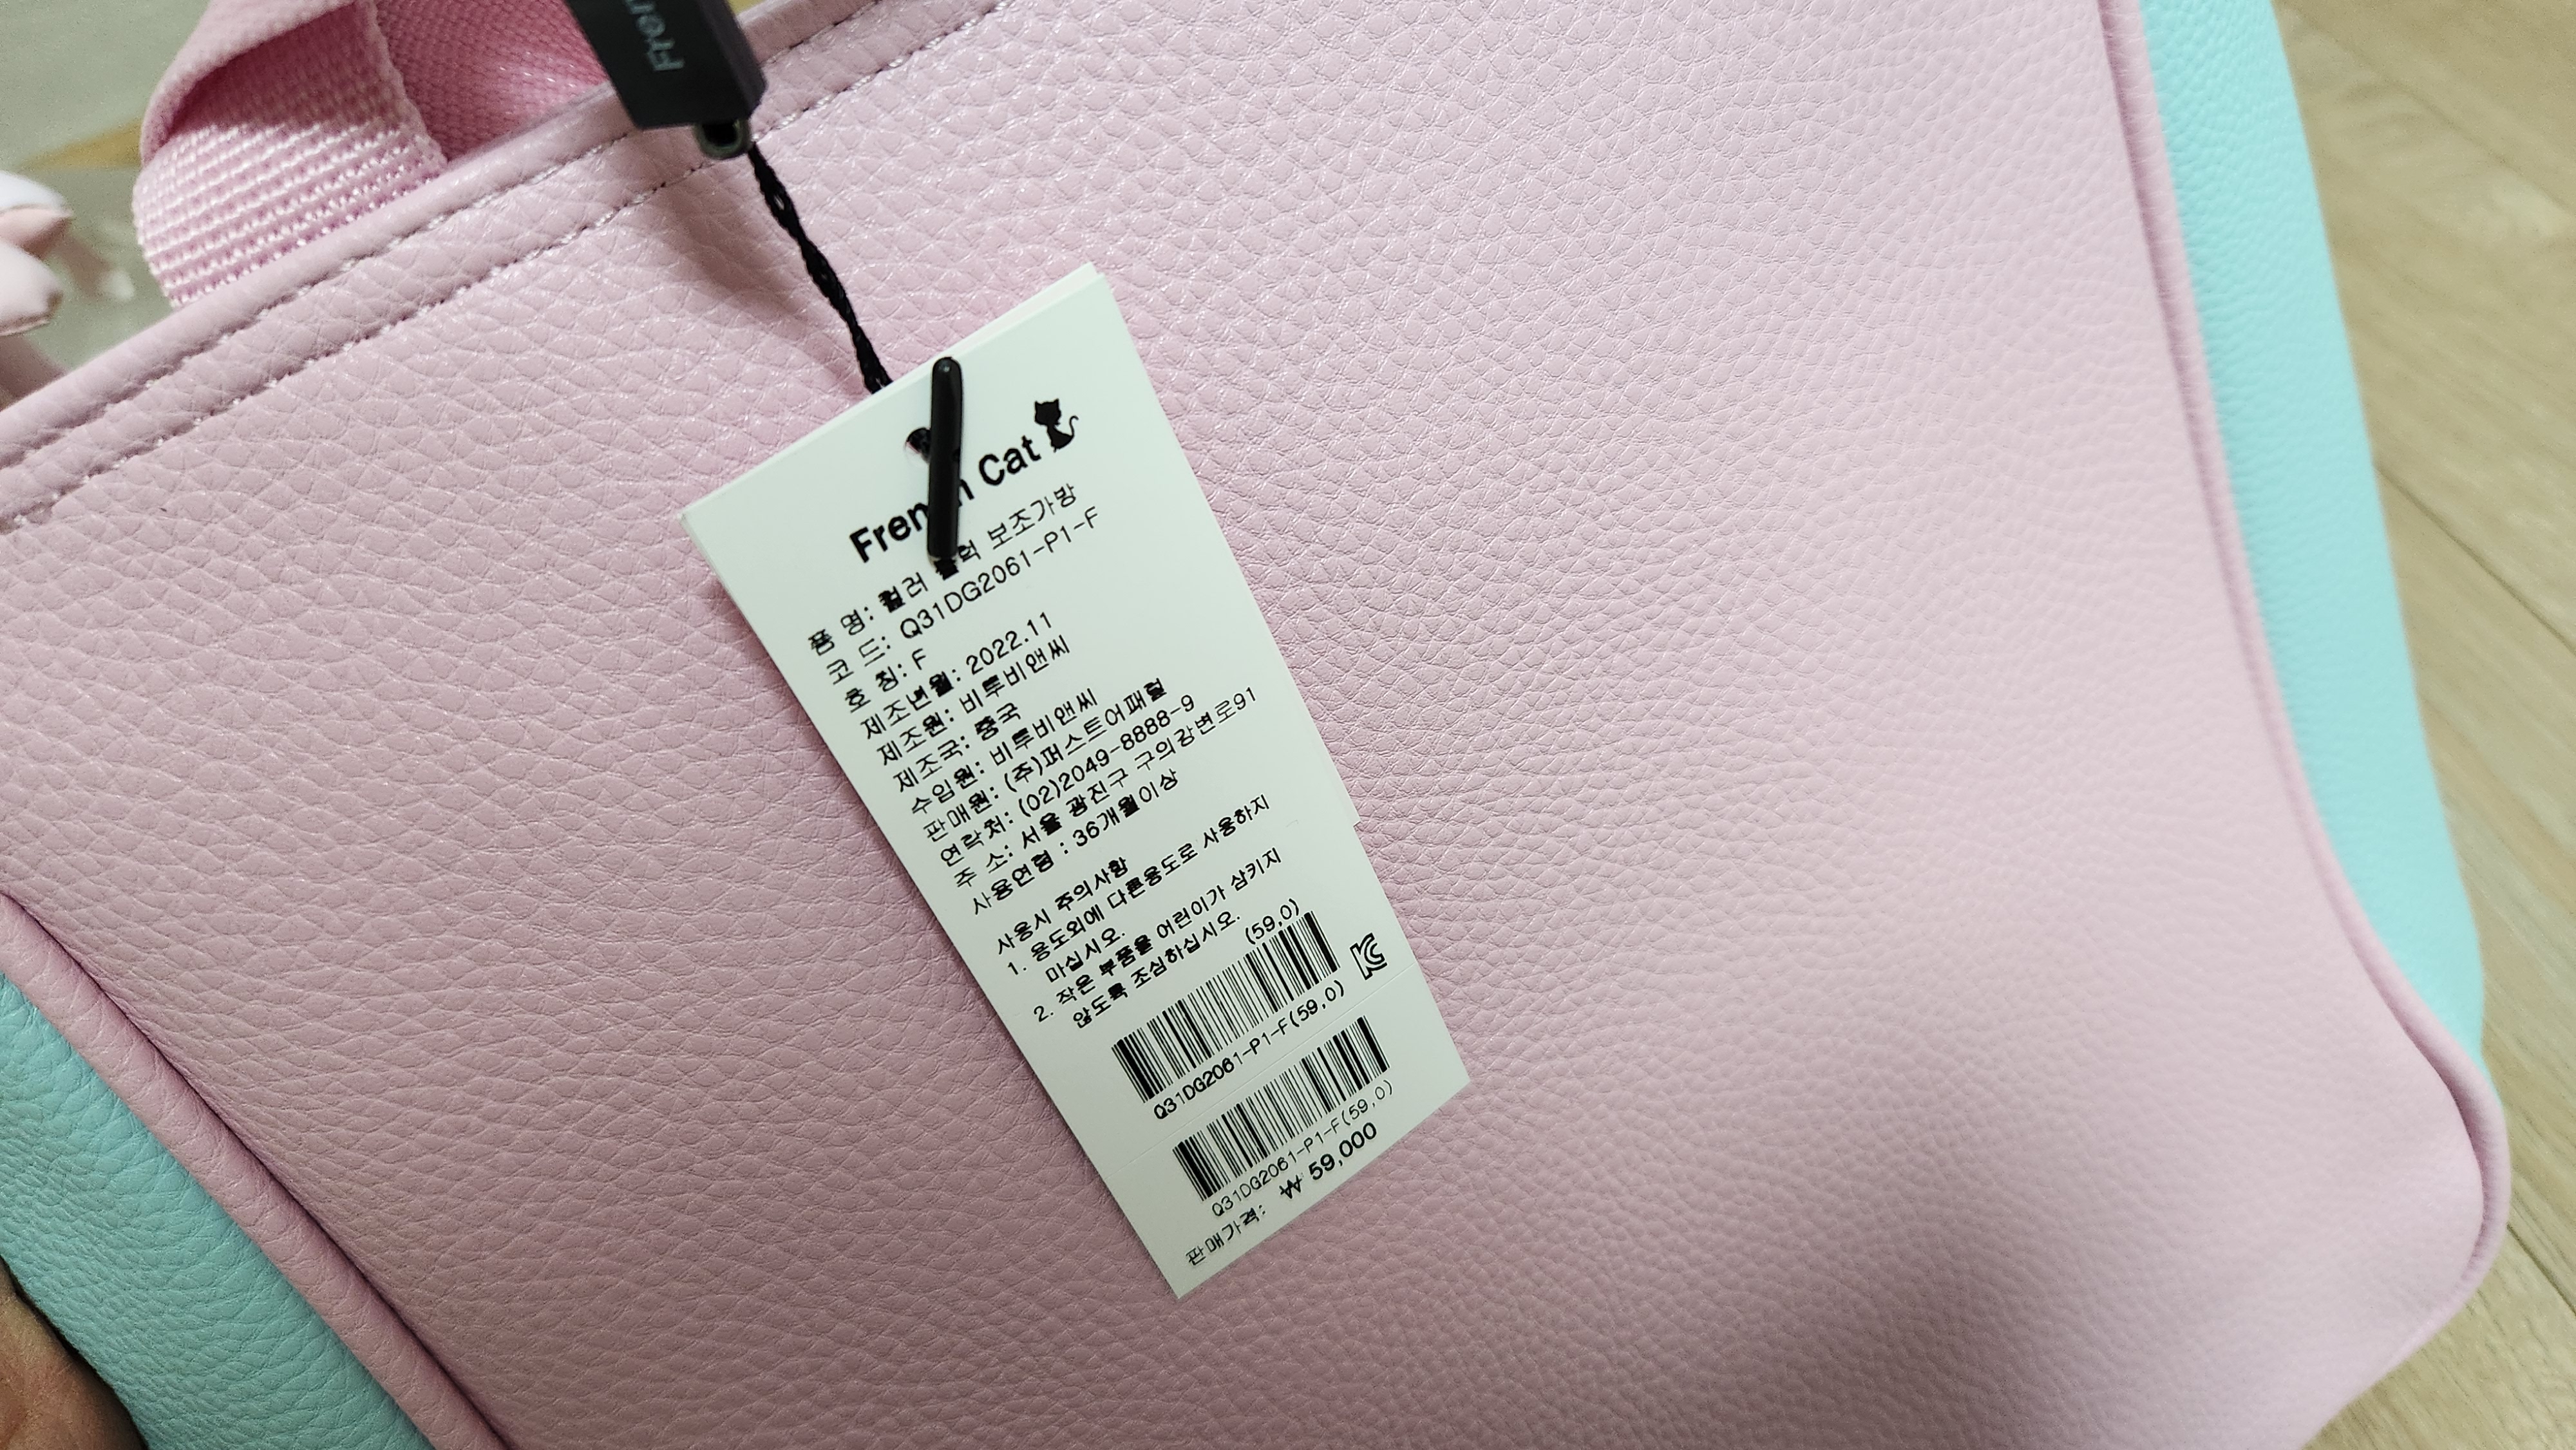 Fren
French Cat
품 명: 컬러 블럭 보조가방
코 드: Q31DG2061-P1-F
호 칭: F
제조년월: 2022.11
제조원: 비투비앤씨
제조국: 중국
수입원: 비투비앤씨
판매원: (주)퍼스트어패럴
연락처: (02)2049-8888-9
주 소: 서울 광진구 구의강변로91
사용연령 : 36개월이상
사용시 주의사항
1. 용도외에 다른용도로 사용하지
마십시오.
2. 작은 부품을 어린이가 삼키지
않도록 조심하십시오.
(59,0)
Q31DG2061-P1-F(59,0)
Q31DG2061-P1-F(59,0)
판매가격: ₩ 59,000